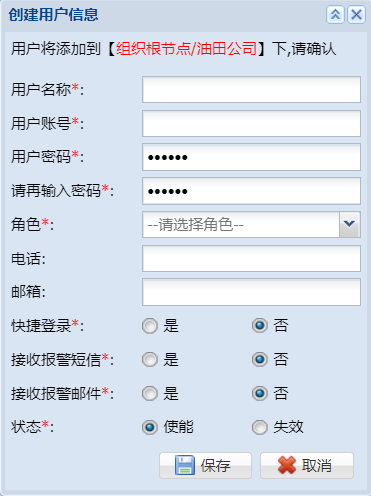 创建用户信息
用户将添加到【组织根节点/油田公司】下,请确认
用户名称*:
用户账号*:
用户密码*: ••••••
请再输入密码*: ••••••
角色*: --请选择角色--
电话:
邮箱:
快捷登录*: 是 否
接收报警短信*: 是 否
接收报警邮件*: 是 否
状态*: 使能 失效
保存 取消